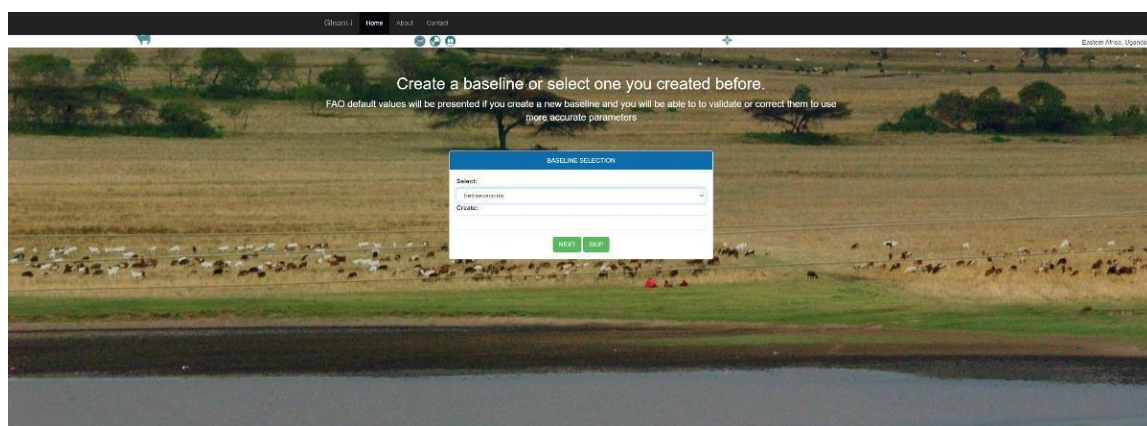 Gleam-i Home About Contact
Eastern Africa, Uganda
Create a baseline or select one you created before.
FAO default values will be presented if you create a new baseline and you will be able to to validate or correct them to use
more accurate parameters
BASELINE SELECTION
Select:
Create:
NEXT SKIP